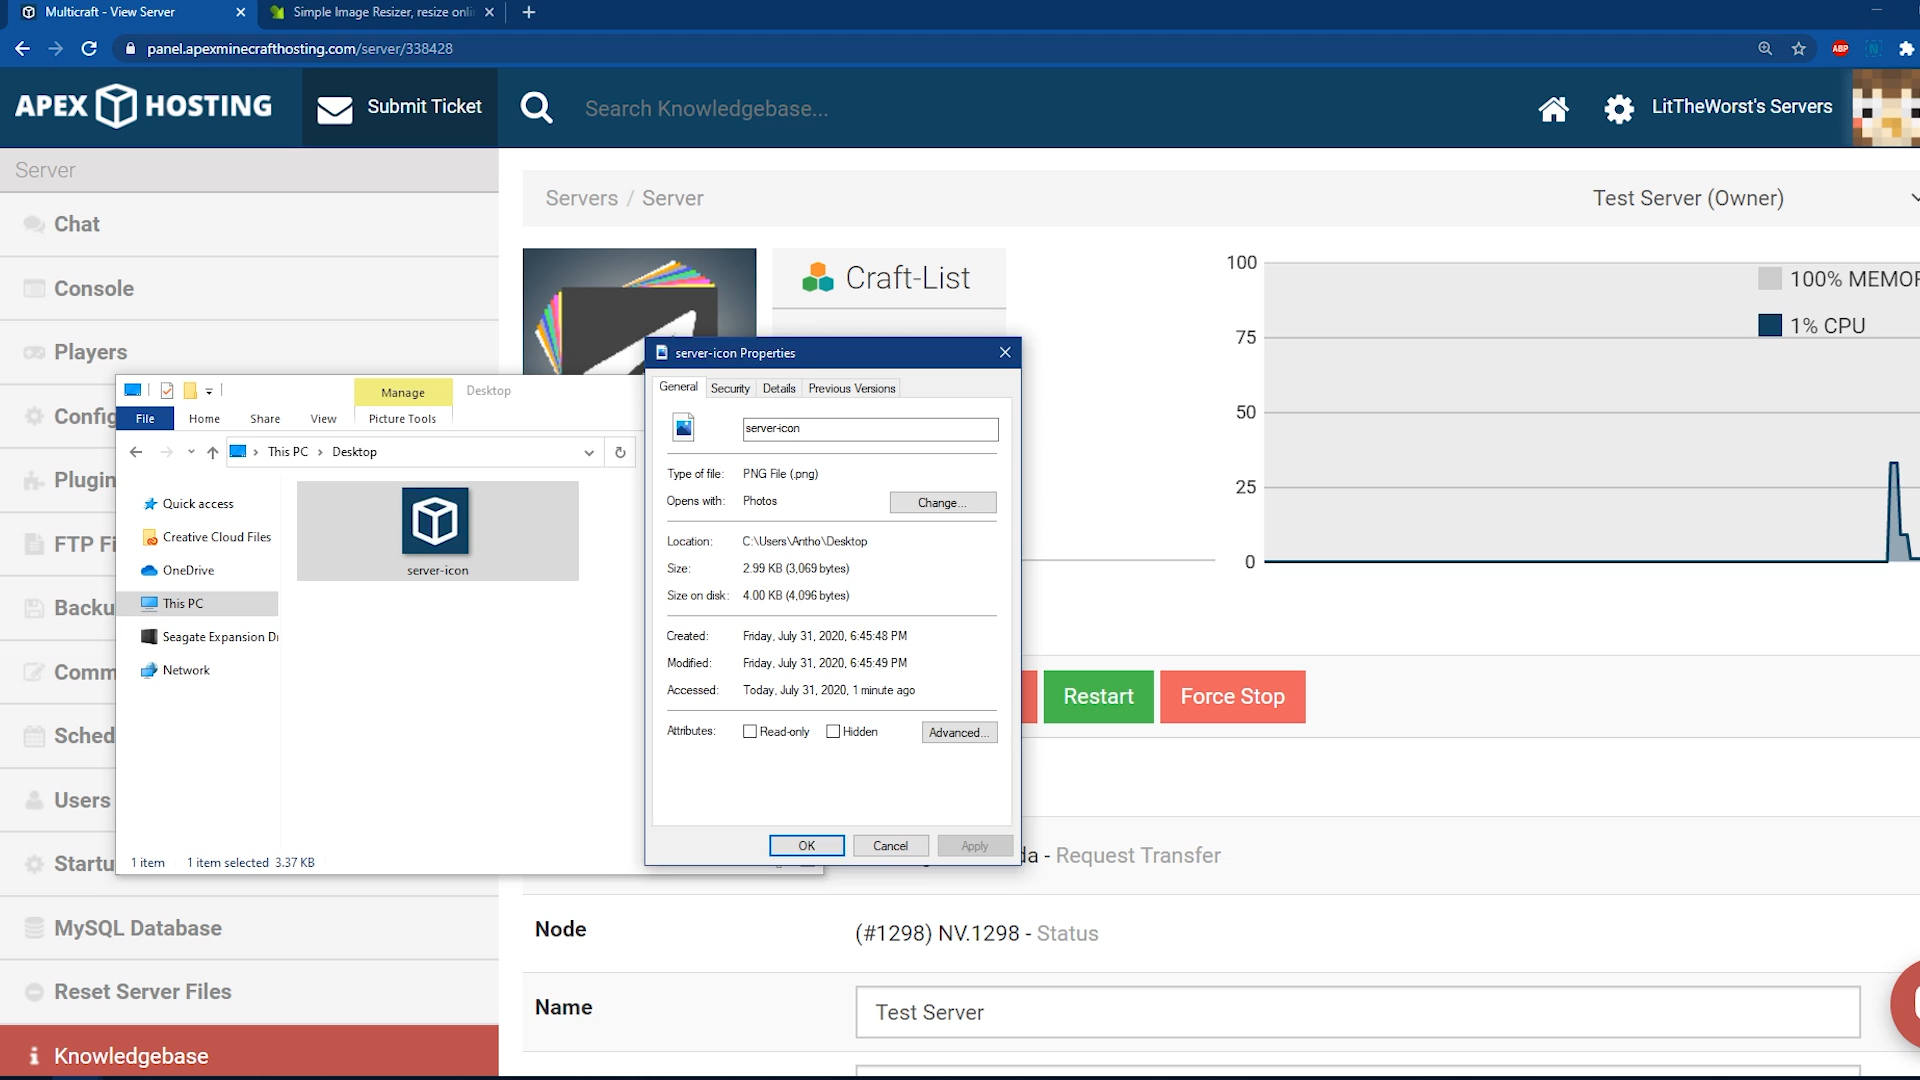 Multicraft - View Server
Simple Image Resizer, resize onli
panel.apexminecrafthosting.com/server/338428
ABP
N
APEX HOSTING
Submit Ticket
Search Knowledgebase...
LitTheWorst's Servers
Server
Chat
Console
Players
Config
Plugin
FTP Fi
Backu
Comm
Sched
Users
Startu
MySQL Database
Reset Server Files
Knowledgebase
Servers / Server
Test Server (Owner)
Craft-List
100
75
50
25
0
100% MEMOR
1% CPU
Manage
Desktop
File
Home
Share
View
Picture Tools
This PC > Desktop
Quick access
Creative Cloud Files
OneDrive
This PC
Seagate Expansion Dr
Network
server-icon
1 item
1 item selected 3.37 KB
server-icon Properties
General
Security
Details
Previous Versions
server-icon
Type of file: PNG File (.png)
Opens with: Photos
Change...
Location: C:\Users\Antho\Desktop
Size: 2.99 KB (3,069 bytes)
Size on disk: 4.00 KB (4,096 bytes)
Created: Friday, July 31, 2020, 6:45:48 PM
Modified: Friday, July 31, 2020, 6:45:49 PM
Accessed: Today, July 31, 2020, 1 minute ago
Attributes: Read-only Hidden
Advanced...
OK
Cancel
Apply
Restart
Force Stop
da - Request Transfer
Node
(#1298) NV.1298 - Status
Name
Test Server